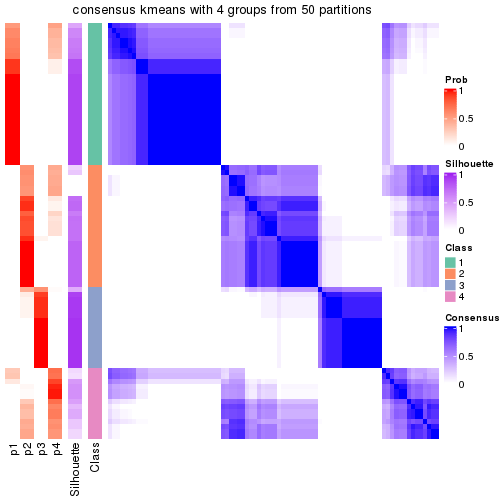 consensus kmeans with 4 groups from 50 partitions
Prob
1
0.5
0
Silhouette
1
0.5
0
Class
1
2
3
4
Consensus
1
0.5
0
p1
p2
p3
p4
Silhouette
Class